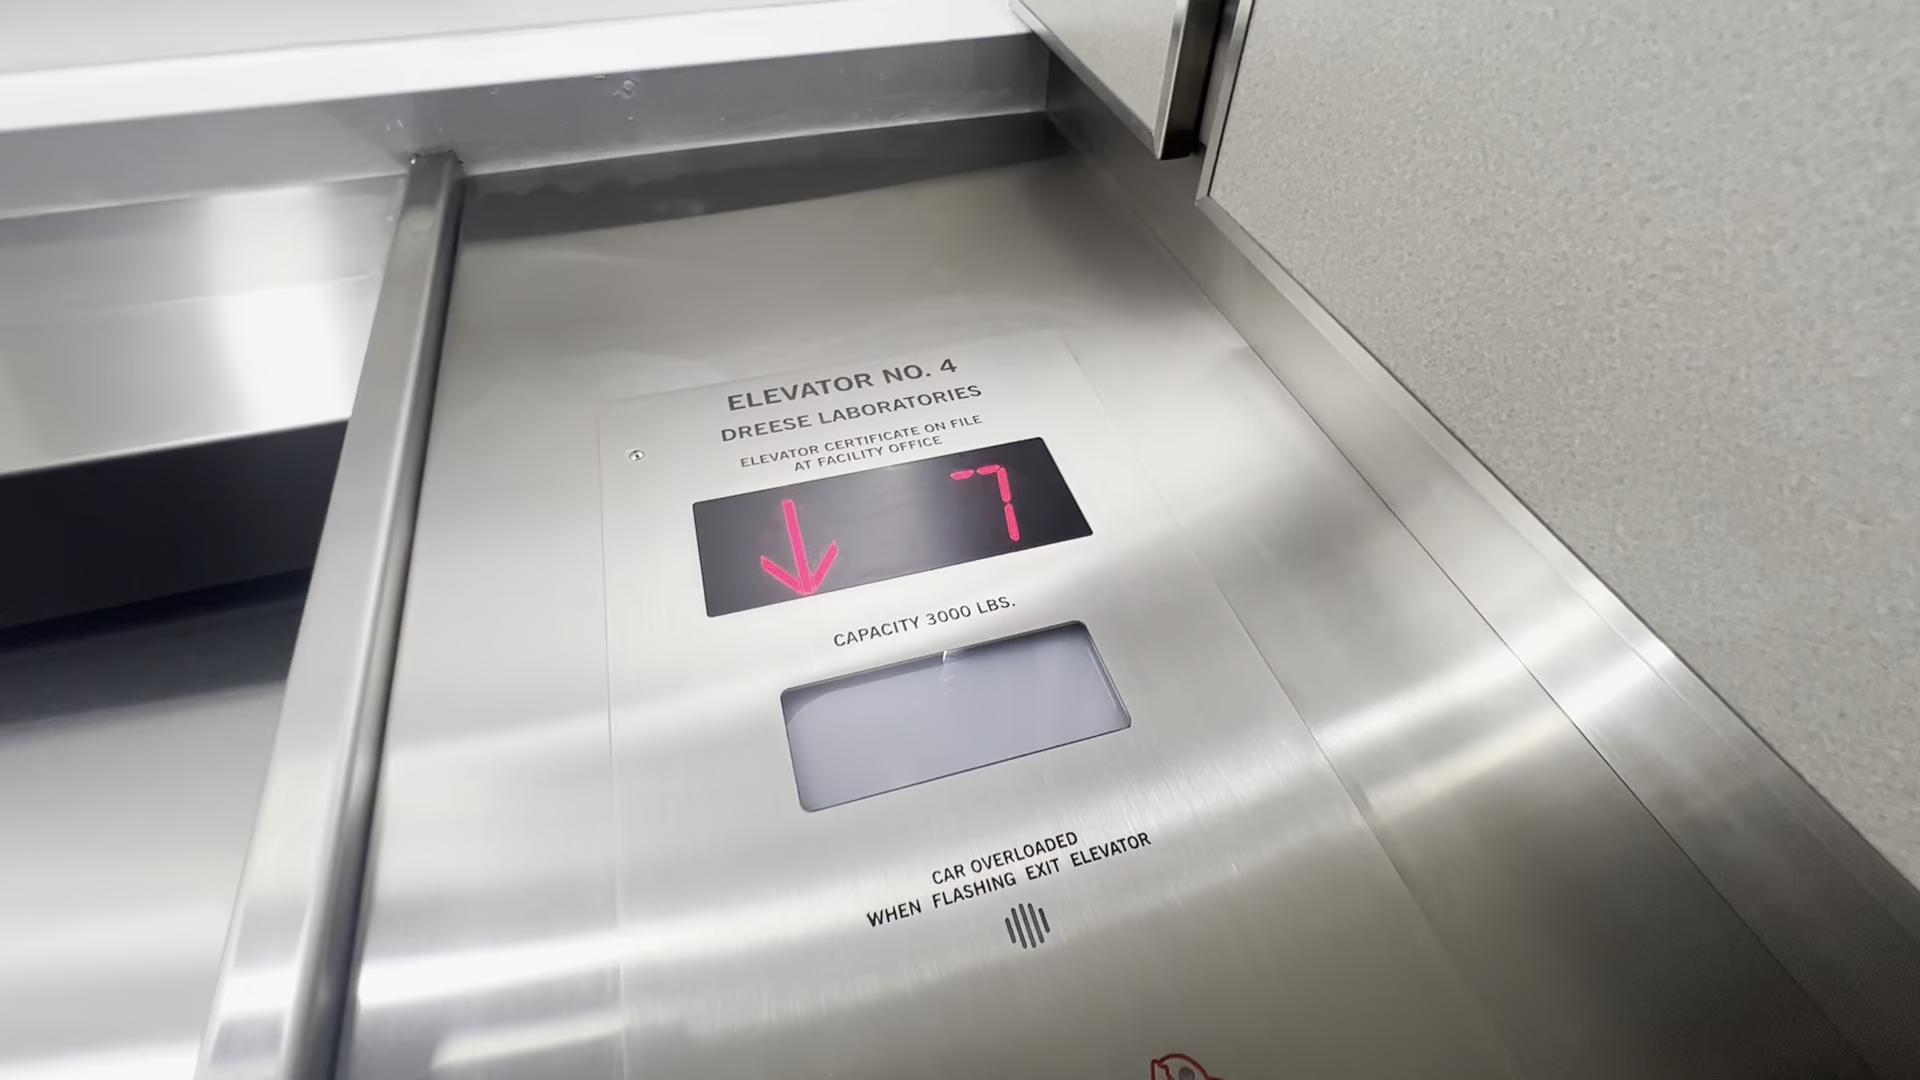 ELEVATOR NO. 4
DREESE LABORATORIES
ELEVATOR CERTIFICATE ON FILE
AT FACILITY OFFICE
7
CAPACITY 3000 LBS.
CAR OVERLOADED
WHEN FLASHING EXIT ELEVATOR